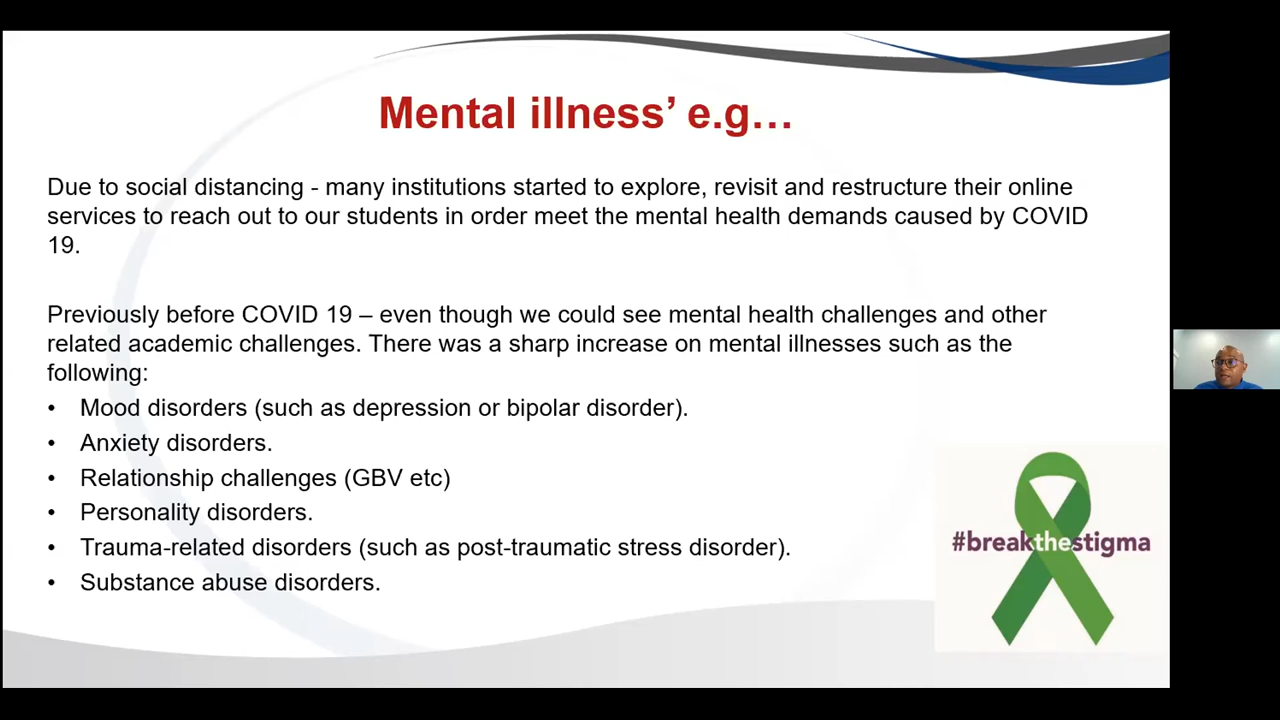 Mental illness’ e.g…
Due to social distancing - many institutions started to explore, revisit and restructure their online
services to reach out to our students in order meet the mental health demands caused by COVID
19.
Previously before COVID 19 – even though we could see mental health challenges and other
related academic challenges. There was a sharp increase on mental illnesses such as the
following:
• Mood disorders (such as depression or bipolar disorder).
• Anxiety disorders.
• Relationship challenges (GBV etc)
• Personality disorders.
• Trauma-related disorders (such as post-traumatic stress disorder).
• Substance abuse disorders.
#breakthestigma